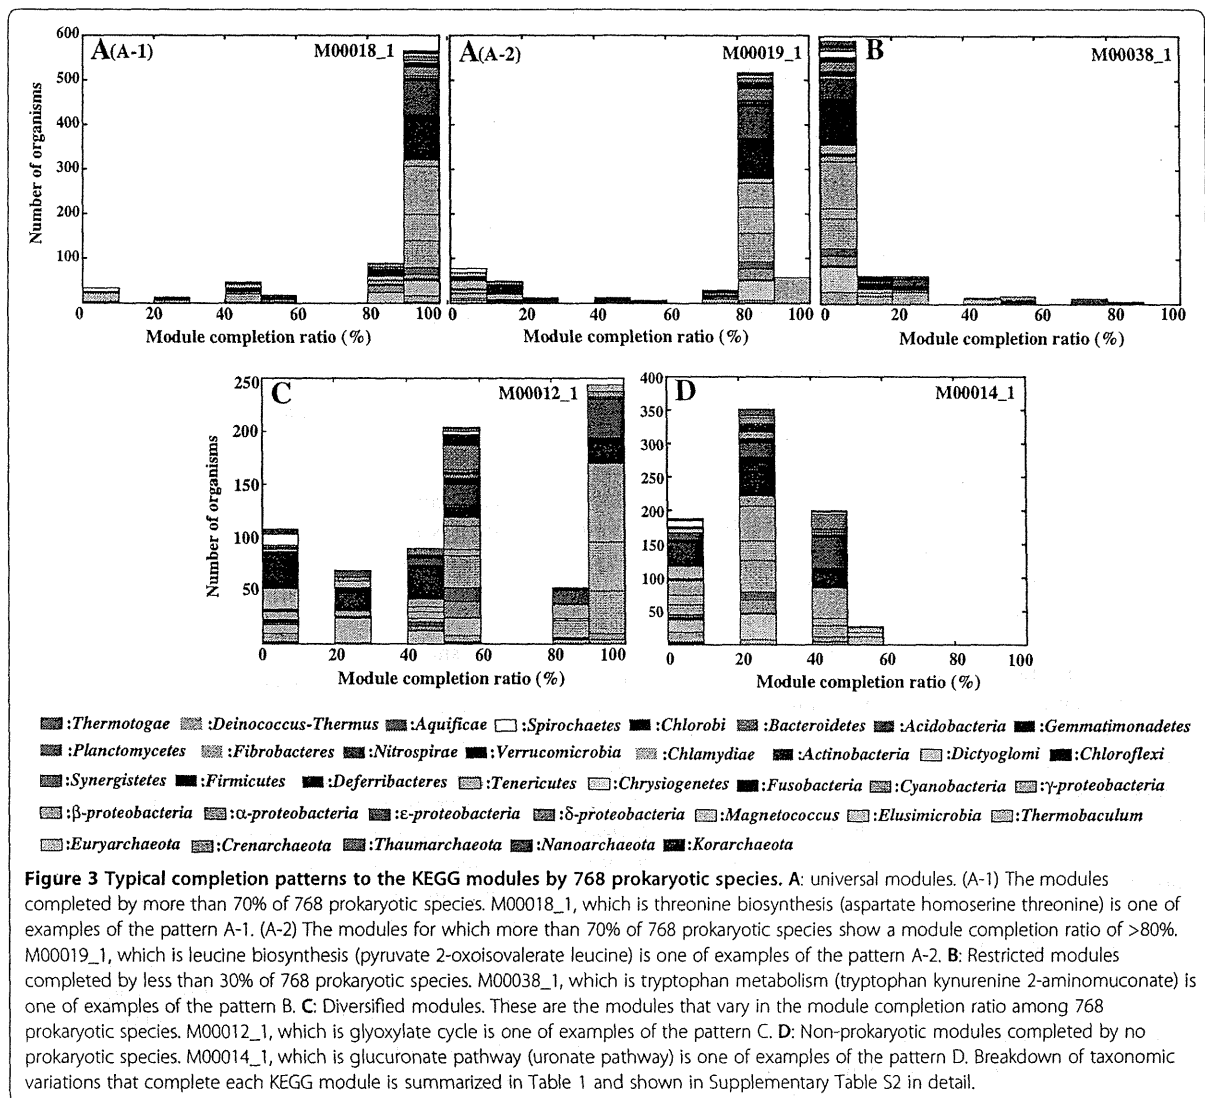 A(A-1) M00018_1
A(A-2) M00019_1
B M00038_1
600
500
400
300
200
100
Number of organisms
0 20 40 60 80 100
0 20 40 60 80 100
0 20 40 60 80 100
Module completion ratio (%)
Module completion ratio (%)
Module completion ratio (%)
C M00012_1
250
200
150
100
50
Number of organisms
0 20 40 60 80 100
Module completion ratio (%)
D M00014_1
400
350
300
250
200
150
100
50
0 20 40 60 80 100
Module completion ratio (%)
:Thermotogae :Deinococcus-Thermus :Aquificae :Spirochaetes :Chlorobi :Bacteroidetes :Acidobacteria :Gemmatimonadetes
:Planctomycetes :Fibrobacteres :Nitrospirae :Verrucomicrobia :Chlamydiae :Actinobacteria :Dictyoglomi :Chloroflexi
:Synergistetes :Firmicutes :Deferribacteres :Tenericutes :Chrysiogenetes :Fusobacteria :Cyanobacteria :γ-proteobacteria
:β-proteobacteria :α-proteobacteria :ε-proteobacteria :δ-proteobacteria :Magnetococcus :Elusimicrobia :Thermobaculum
:Euryarchaeota :Crenarchaeota :Thaumarchaeota :Nanoarchaeota :Korarchaeota
Figure 3 Typical completion patterns to the KEGG modules by 768 prokaryotic species. A: universal modules. (A-1) The modules
completed by more than 70% of 768 prokaryotic species. M00018_1, which is threonine biosynthesis (aspartate homoserine threonine) is one of
examples of the pattern A-1. (A-2) The modules for which more than 70% of 768 prokaryotic species show a module completion ratio of >80%.
M00019_1, which is leucine biosynthesis (pyruvate 2-oxoisovalerate leucine) is one of examples of the pattern A-2. B: Restricted modules
completed by less than 30% of 768 prokaryotic species. M00038_1, which is tryptophan metabolism (tryptophan kynurenine 2-aminomuconate) is
one of examples of the pattern B. C: Diversified modules. These are the modules that vary in the module completion ratio among 768
prokaryotic species. M00012_1, which is glyoxylate cycle is one of examples of the pattern C. D: Non-prokaryotic modules completed by no
prokaryotic species. M00014_1, which is glucuronate pathway (uronate pathway) is one of examples of the pattern D. Breakdown of taxonomic
variations that complete each KEGG module is summarized in Table 1 and shown in Supplementary Table S2 in detail.